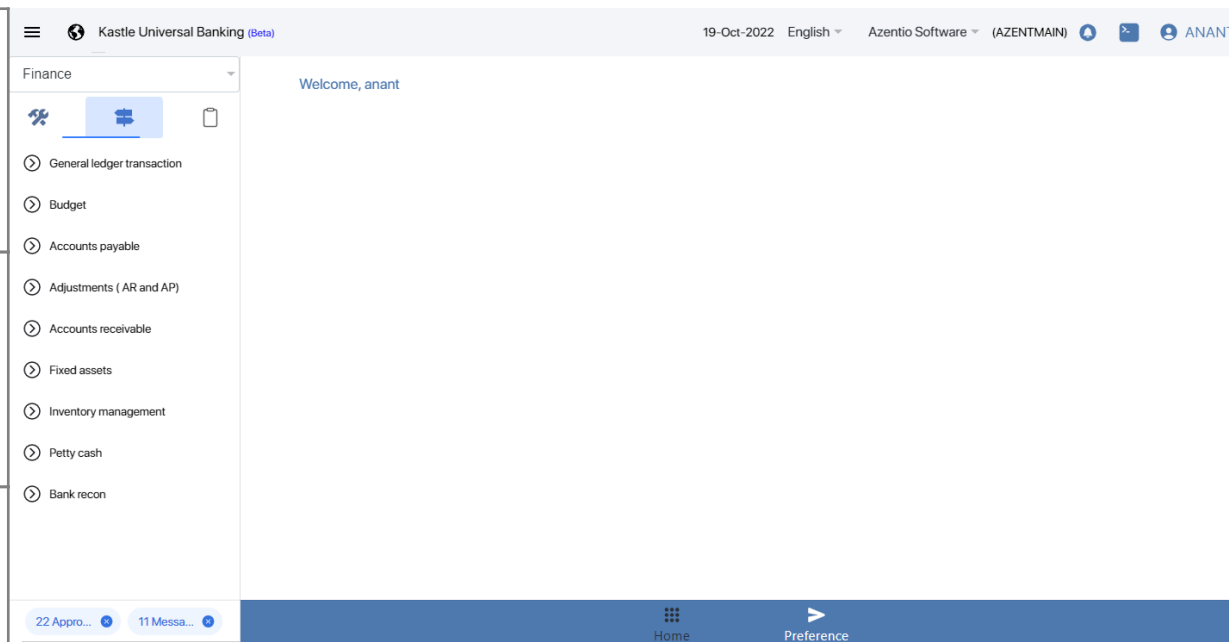 Kastle Universal Banking (Beta)
19-Oct-2022 English Azentio Software (AZENTMAIN) ANANT
Finance
Welcome, anant
General ledger transaction
Budget
Accounts payable
Adjustments ( AR and AP)
Accounts receivable
Fixed assets
Inventory management
Petty cash
Bank recon
22 Appro... 11 Messa...
Home Preference